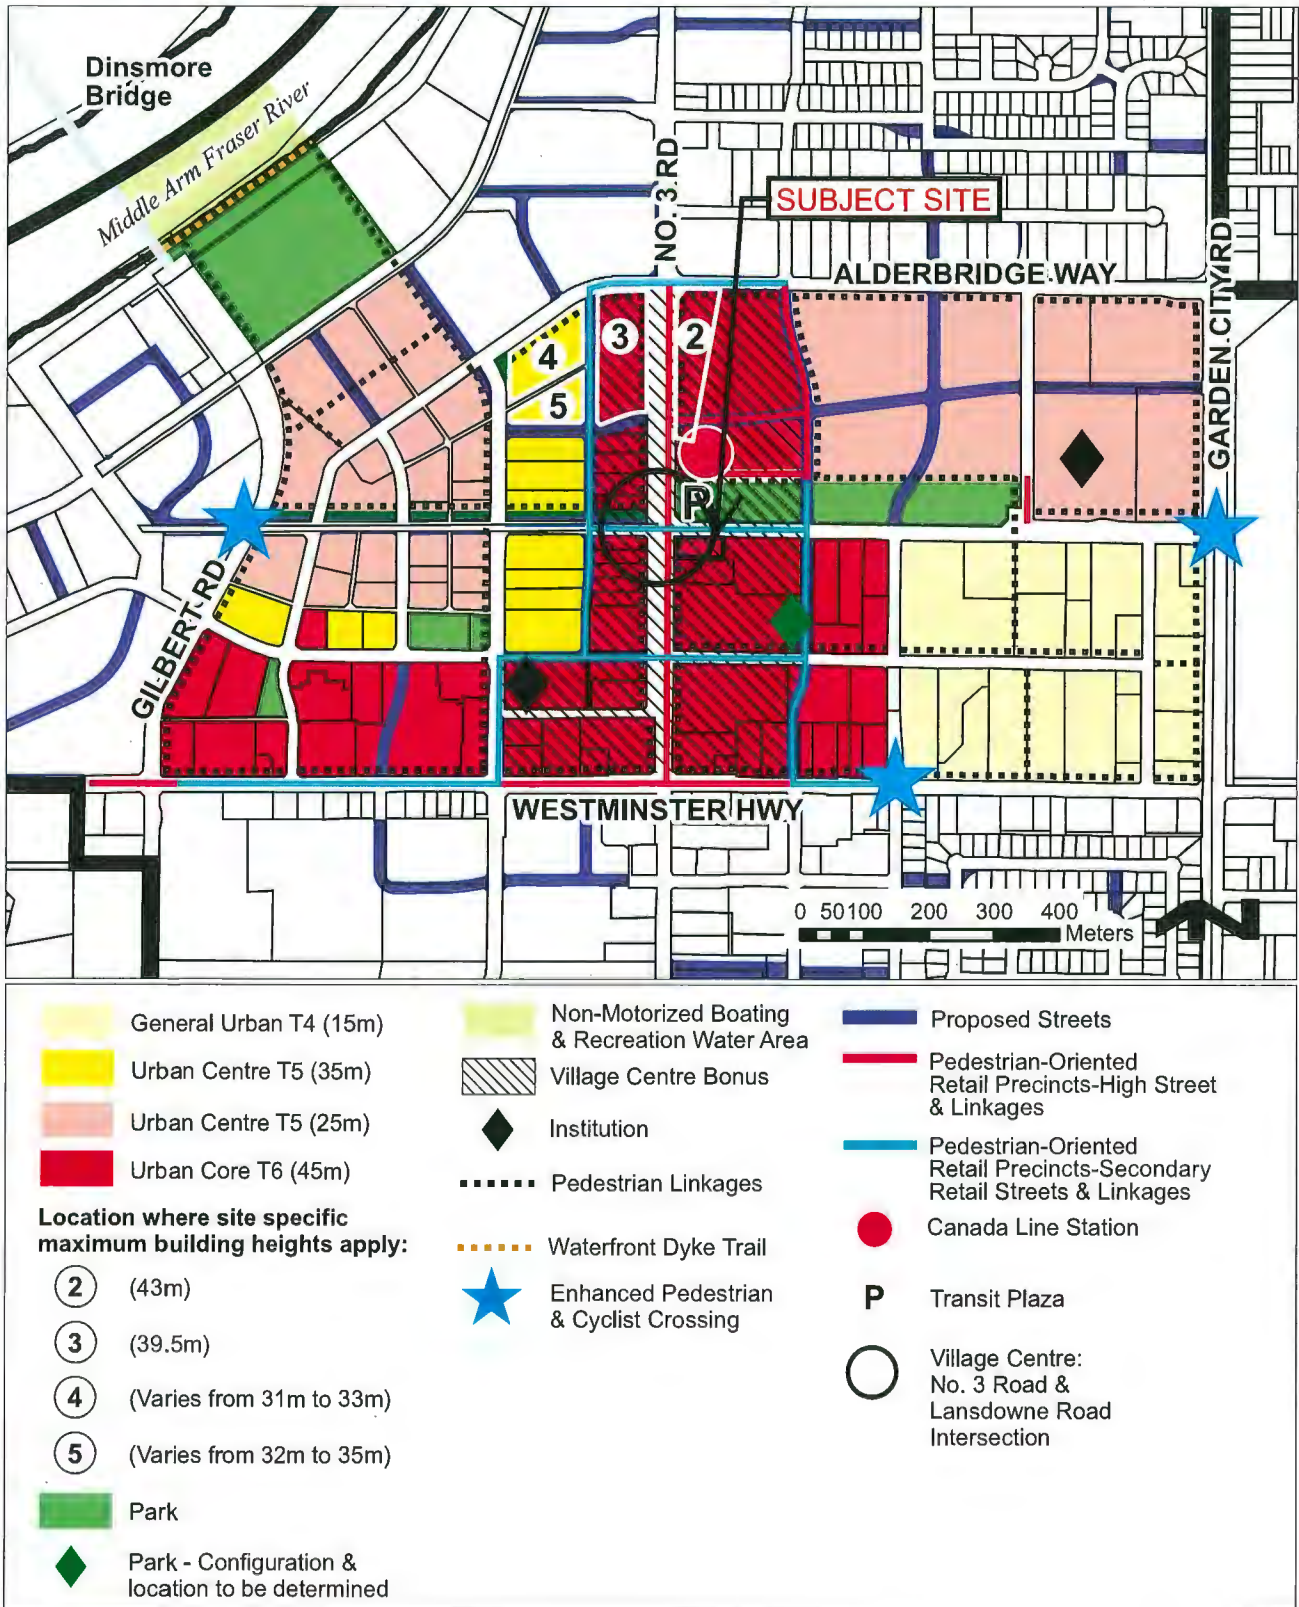 Dinsmore
Bridge
Middle Arm Fraser River
NO. 3 RD
SUBJECT SITE
ALDERBRIDGE WAY
GARDEN CITY RD
3
2
4
5
P
GILBERT RD
WESTMINSTER HWY
0 50 100 200 300 400
Meters
General Urban T4 (15m)
Urban Centre T5 (35m)
Urban Centre T5 (25m)
Urban Core T6 (45m)
Location where site specific
maximum building heights apply:
2 (43m)
3 (39.5m)
4 (Varies from 31m to 33m)
5 (Varies from 32m to 35m)
Park
Park - Configuration &
location to be determined
Non-Motorized Boating
& Recreation Water Area
Village Centre Bonus
Institution
Pedestrian Linkages
Waterfront Dyke Trail
Enhanced Pedestrian
& Cyclist Crossing
Proposed Streets
Pedestrian-Oriented
Retail Precincts-High Street
& Linkages
Pedestrian-Oriented
Retail Precincts-Secondary
Retail Streets & Linkages
Canada Line Station
P Transit Plaza
Village Centre:
No. 3 Road &
Lansdowne Road
Intersection